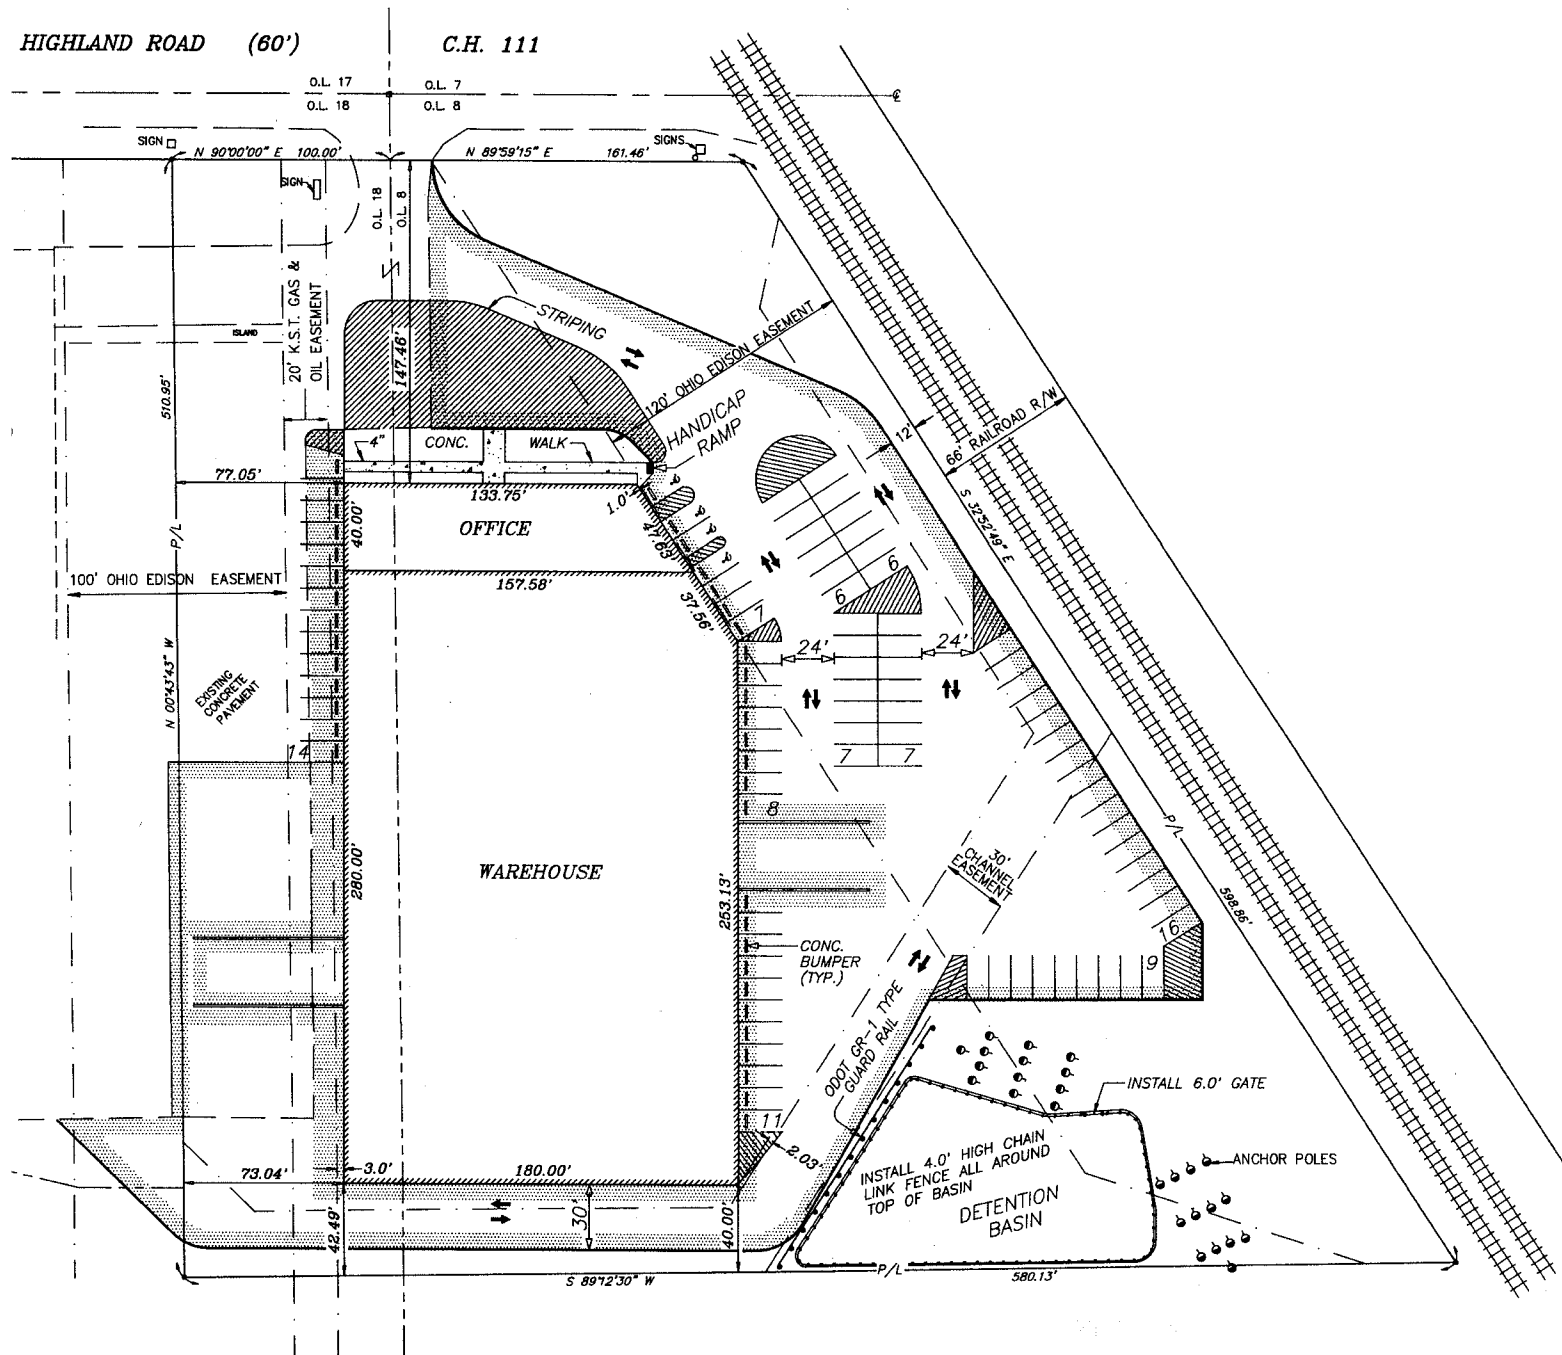 HIGHLAND ROAD (60')
C.H. 111
O.L. 17
O.L. 7
O.L. 18
O.L. 8
SIGN
SIGNS
N 90°00'00" E 100.00'
N 89°59'15" E 161.46'
SIGN
O.L. 18
O.L. 8
20' K.S.T. GAS &
OIL EASEMENT
ISLAND
STRIPING
147.46'
510.95'
120' OHIO EDISON EASEMENT
HANDICAP
RAMP
12'
66' RAILROAD R/W
S 32°52'49" E
4" CONC. WALK
77.05'
133.75'
1.0'
40.00'
OFFICE
47.63'
P/L
100' OHIO EDISON EASEMENT
157.58'
37.56'
6
6
7
24'
24'
N 00°43'43" W
EXISTING
CONCRETE
PAVEMENT
14
7
7
8
P/L
30'
CHANNEL
EASEMENT
280.00'
WAREHOUSE
253.13'
598.86'
16
9
CONC.
BUMPER
(TYP.)
ODOT GR-1 TYPE
GUARD RAIL
INSTALL 6.0' GATE
11
2.03'
INSTALL 4.0' HIGH CHAIN
LINK FENCE ALL AROUND
TOP OF BASIN
ANCHOR POLES
DETENTION
BASIN
73.04'
3.0'
180.00'
42.49'
30'
40.00'
P/L
S 89°12'30" W
580.13'